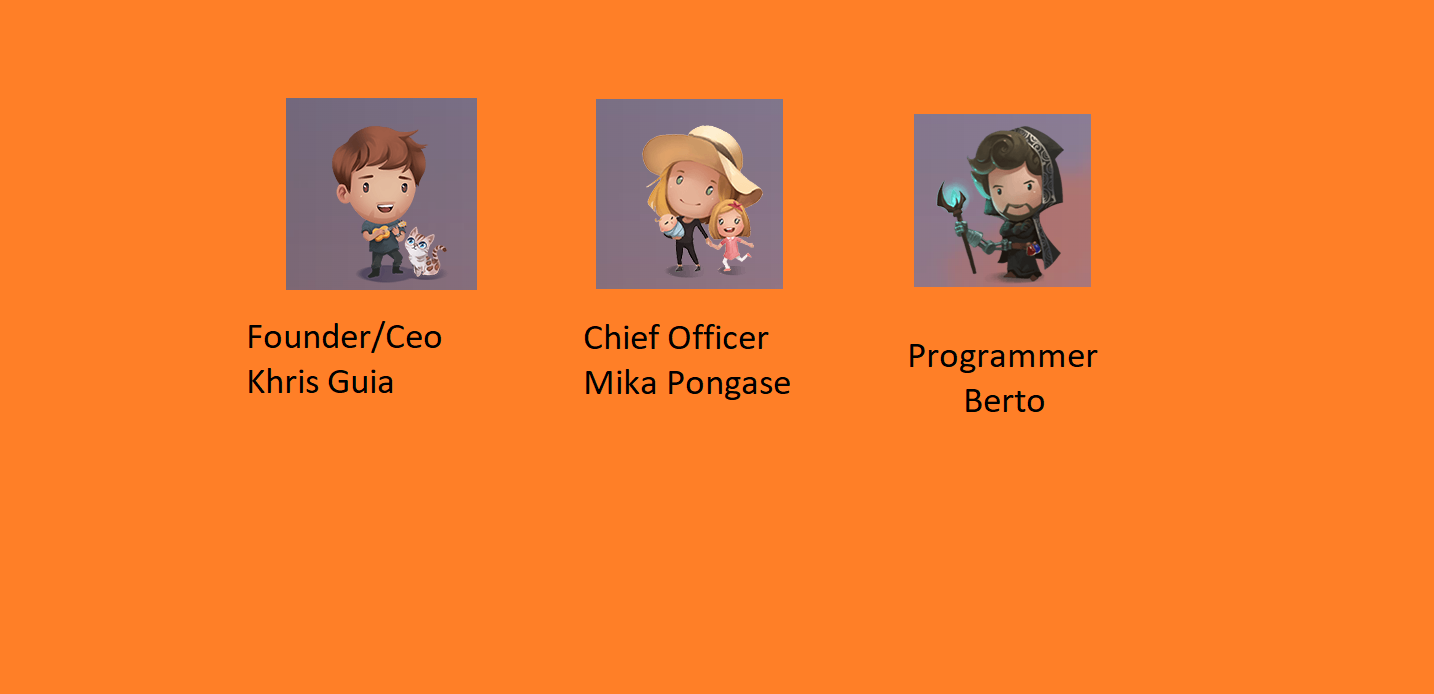 Founder/Ceo
Khris Guia
Chief Officer
Mika Pongase
Programmer
Berto